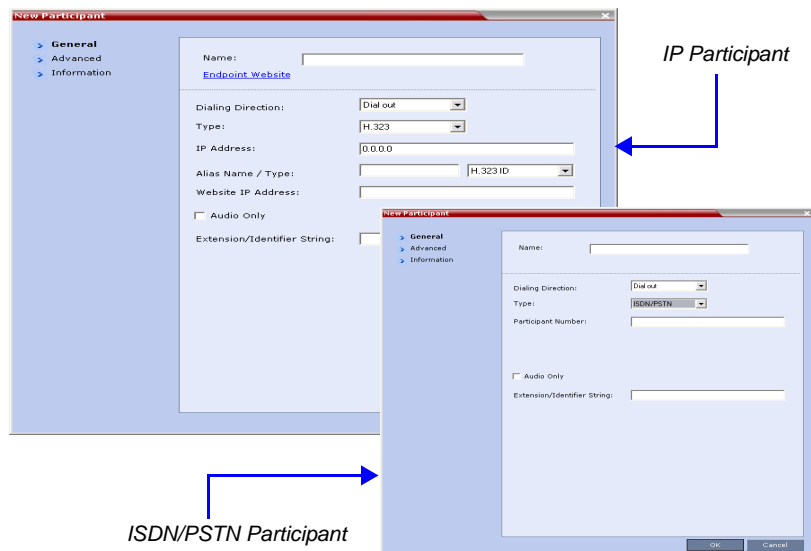 New Participant
General
Advanced
Information
Name:
Endpoint Website
Dialing Direction: Dial out
Type: H.323
IP Address: 0.0.0.0
Alias Name / Type: H.323 ID
Website IP Address:
Audio Only
Extension/Identifier String:
IP Participant
New Participant
General
Advanced
Information
Name:
Dialing Direction: Dial out
Type: ISDN/PSTN
Participant Number:
Audio Only
Extension/Identifier String:
OK Cancel
ISDN/PSTN Participant